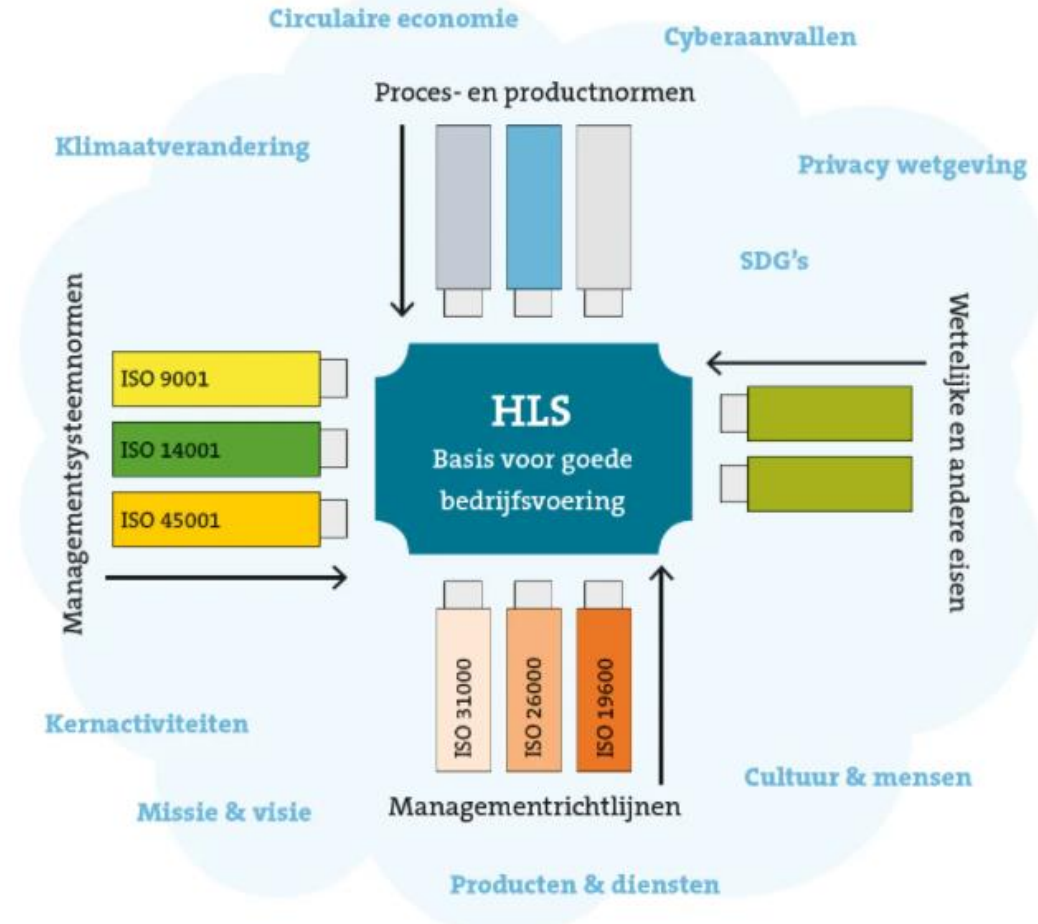 Circulaire economie
Cyberaanvallen
Proces- en productnormen
Klimaatverandering
Privacy wetgeving
SDG's
Managementsysteemnormen
Wettelijke en andere eisen
ISO 9001
ISO 14001
ISO 45001
HLS
Basis voor goede
bedrijfsvoering
ISO 31000
ISO 26000
ISO 19600
Kernactiviteiten
Cultuur & mensen
Missie & visie
Managementrichtlijnen
Producten & diensten